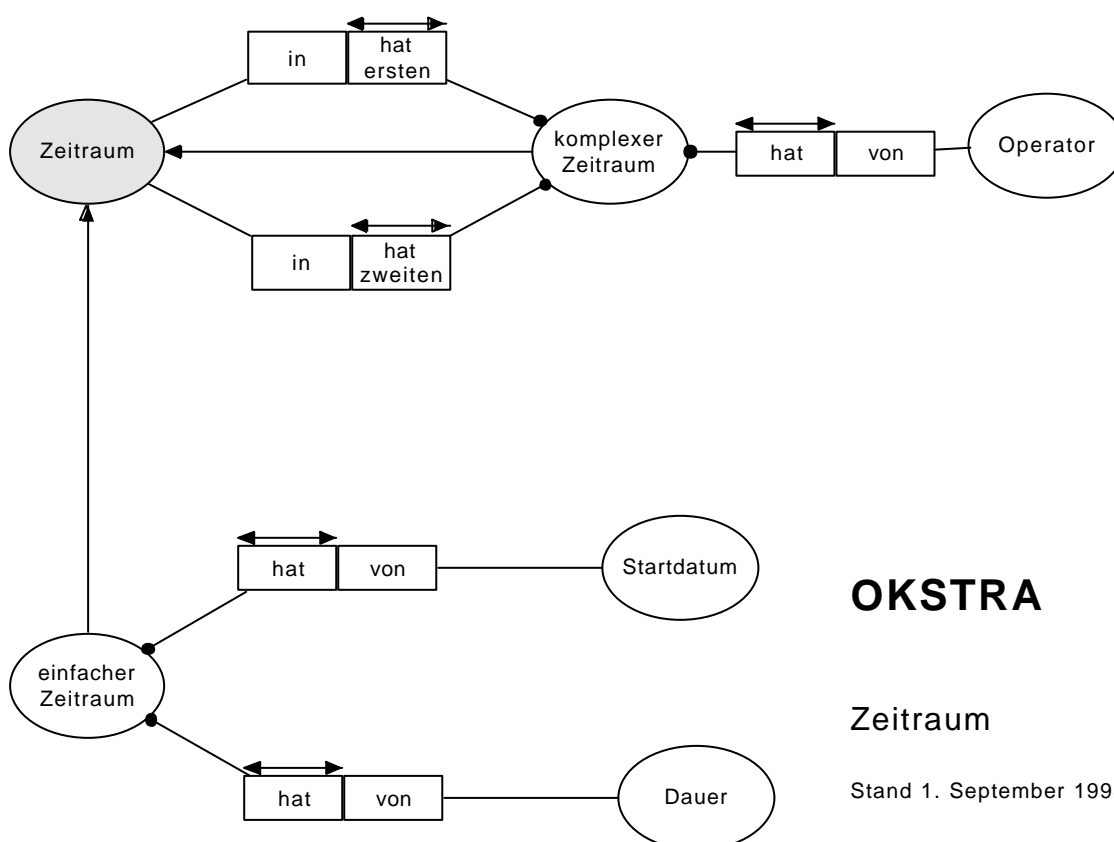 in
hat
ersten
Zeitraum
komplexer
Zeitraum
hat
von
Operator
in
hat
zweiten
hat
von
Startdatum
OKSTRA
einfacher
Zeitraum
Zeitraum
hat
von
Dauer
Stand 1. September 199